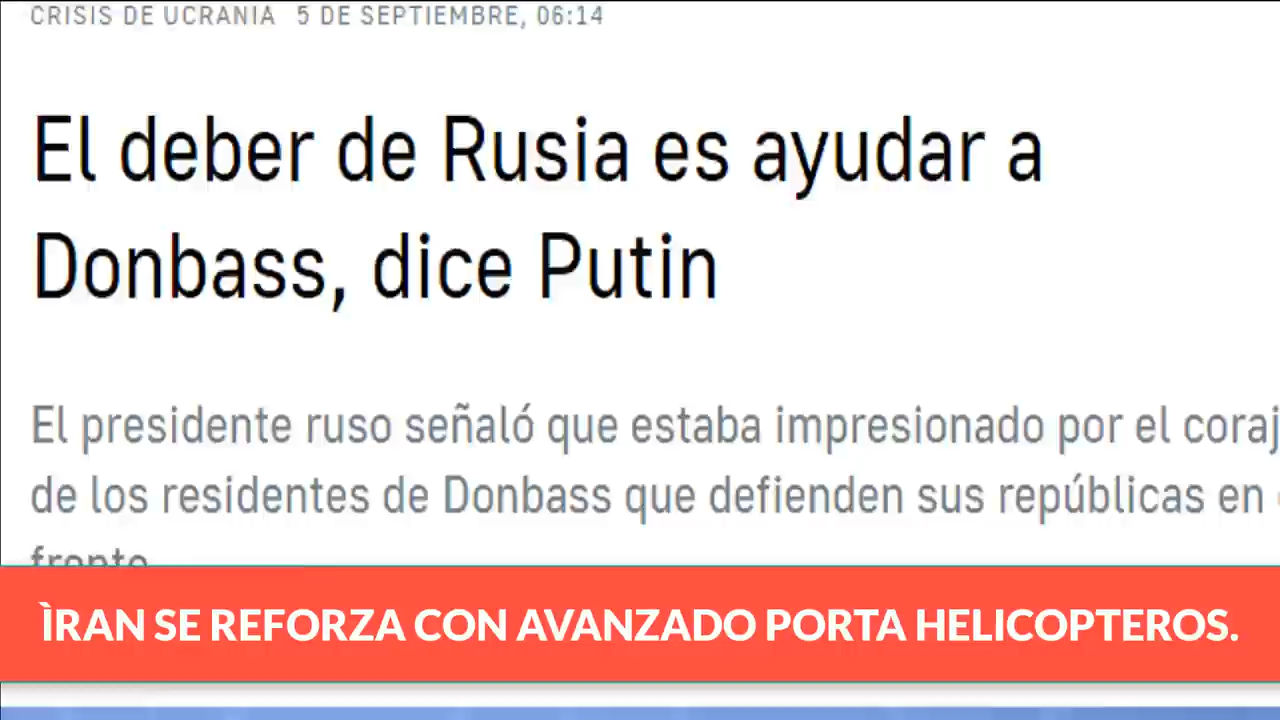 CRISIS DE UCRANIA 5 DE SEPTIEMBRE, 06:14
El deber de Rusia es ayudar a
Donbass, dice Putin
El presidente ruso señaló que estaba impresionado por el coraj
de los residentes de Donbass que defienden sus repúblicas en
frente
ÌRAN SE REFORZA CON AVANZADO PORTA HELICOPTEROS.